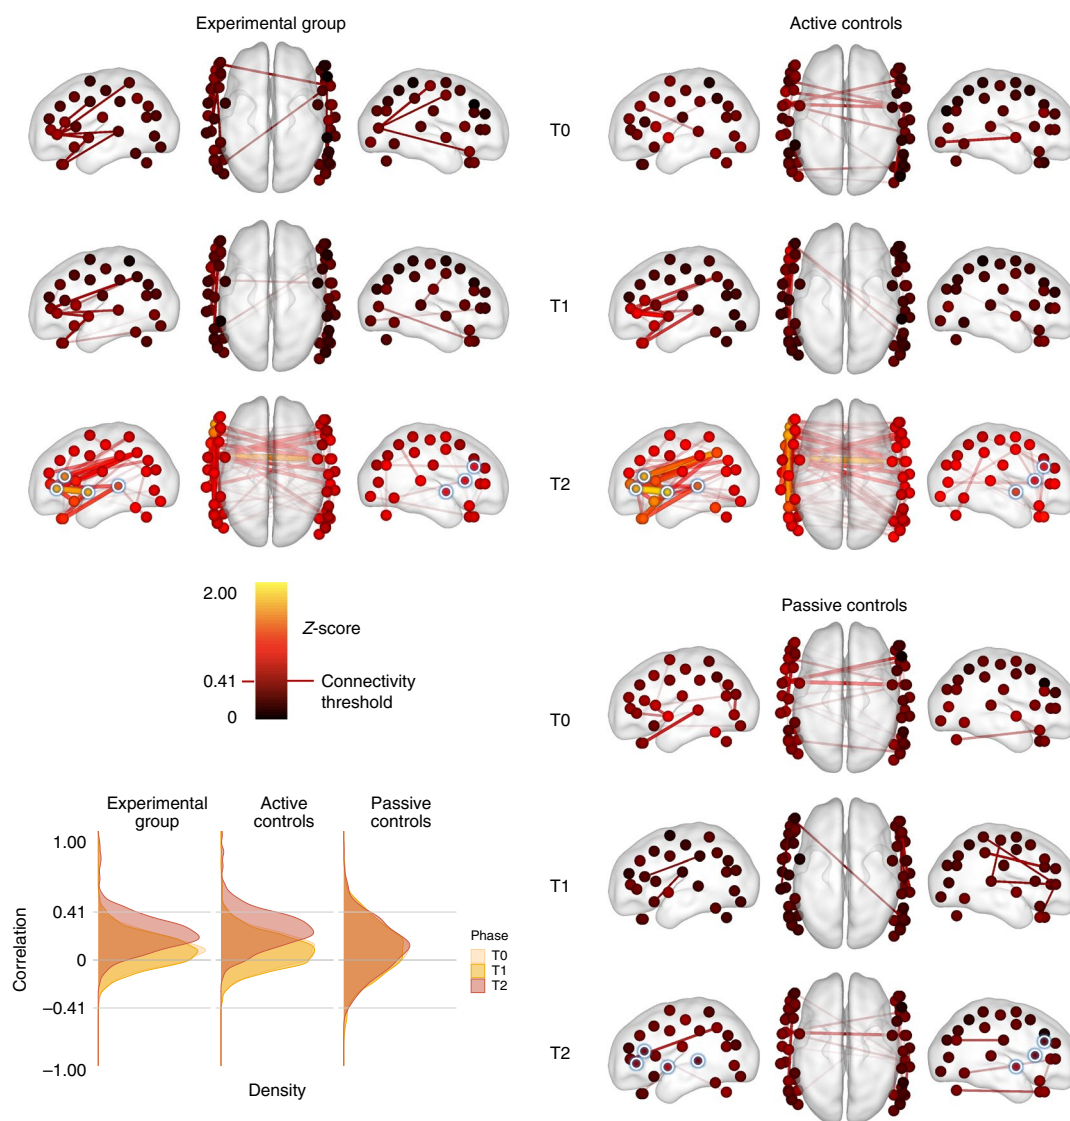 Experimental group
Active controls
T0
T1
T2
2.00
Z-score
0.41
Connectivity
threshold
0
Passive controls
T0
T1
T2
Experimental
group
Active
controls
Passive
controls
1.00
0.41
0
−0.41
−1.00
Correlation
Density
Phase
T0
T1
T2